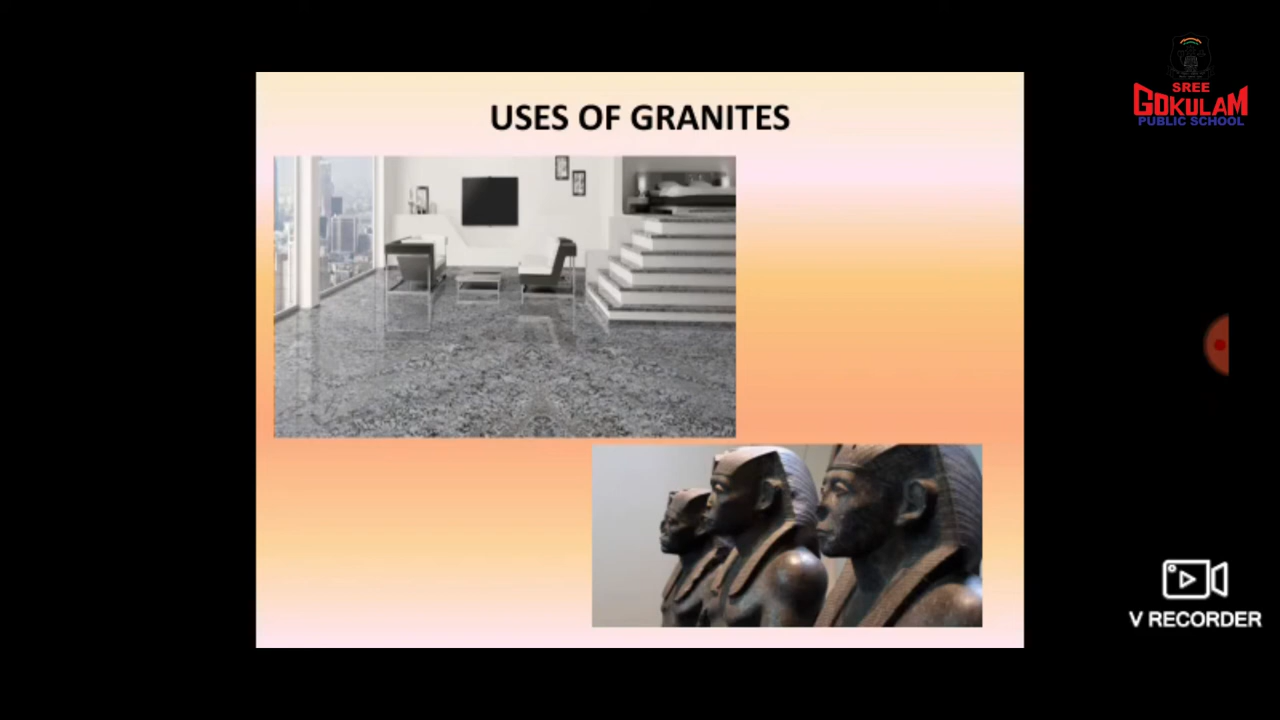 USES OF GRANITES
SREE
GOKULAM
PUBLIC SCHOOL
V RECORDER